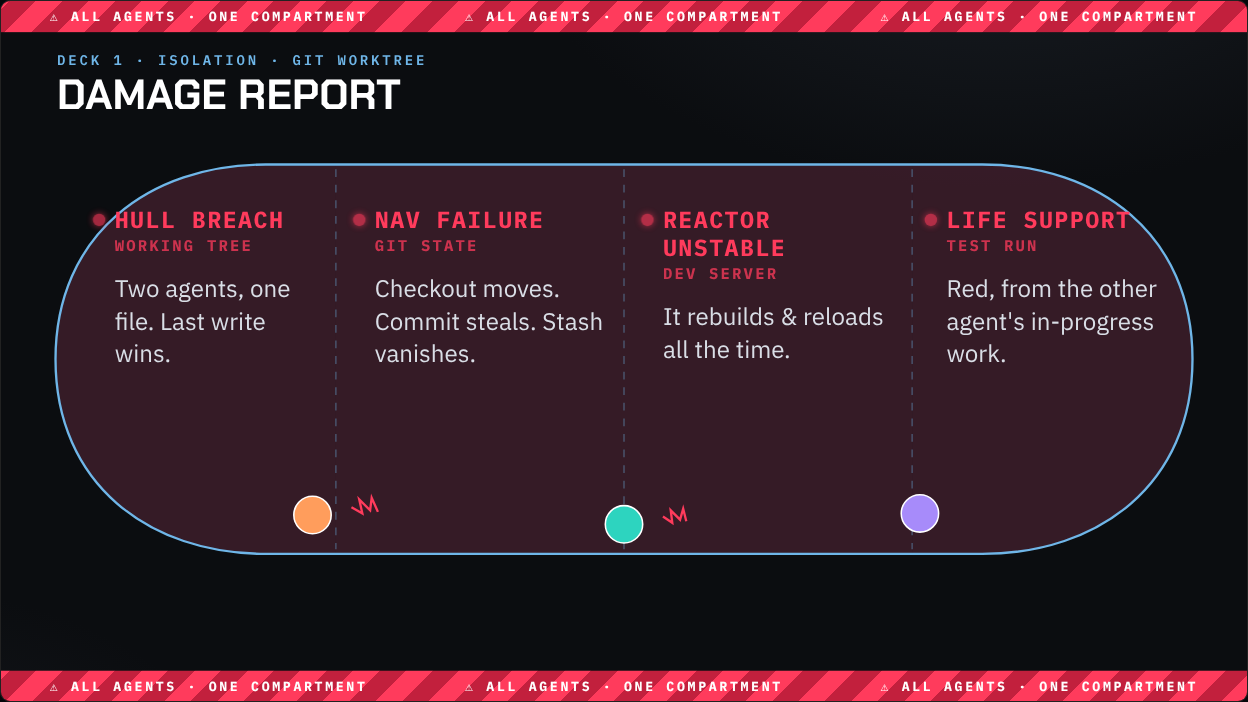 ⚠ ALL AGENTS · ONE COMPARTMENT ⚠ ALL AGENTS · ONE COMPARTMENT ⚠ ALL AGENTS · ONE COMPARTMENT
DECK 1 · ISOLATION · GIT WORKTREE
DAMAGE REPORT
HULL BREACH
WORKING TREE
Two agents, one
file. Last write
wins.
NAV FAILURE
GIT STATE
Checkout moves.
Commit steals. Stash
vanishes.
REACTOR
UNSTABLE
DEV SERVER
It rebuilds & reloads
all the time.
LIFE SUPPORT
TEST RUN
Red, from the other
agent's in-progress
work.
⚠ ALL AGENTS · ONE COMPARTMENT ⚠ ALL AGENTS · ONE COMPARTMENT ⚠ ALL AGENTS · ONE COMPARTMENT